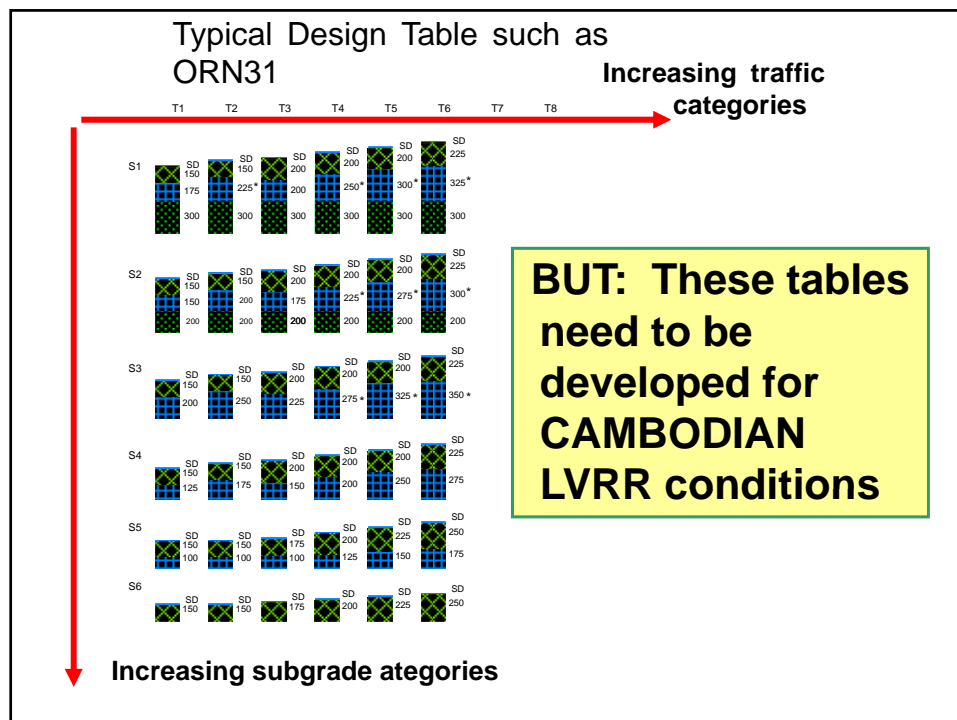 Typical Design Table such as
ORN31
Increasing traffic
categories
T1 T2 T3 T4 T5 T6 T7 T8
S1
SD SD SD SD SD SD
150 150 200 200 200 225
175 225* 200 250* 300* 325*
300 300 300 300 300 300
S2
SD SD SD SD SD SD
150 150 200 200 200 225
150 200 175 225* 275* 300*
200 200 200 200 200 200
S3
SD SD SD SD SD SD
150 150 200 200 200 225
200 250 225 275* 325* 350*
S4
SD SD SD SD SD SD
150 150 200 200 200 225
125 175 150 200 250 275
S5
SD SD SD SD SD SD
150 150 175 200 225 250
100 100 100 125 150 175
S6
SD SD SD SD SD SD
150 150 175 200 225 250
BUT: These tables
need to be
developed for
CAMBODIAN
LVRR conditions
Increasing subgrade ategories